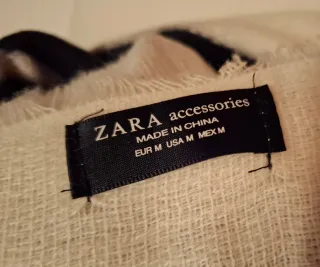 ZARA accessories
MADE IN CHINA
EUR M USA M MEX M